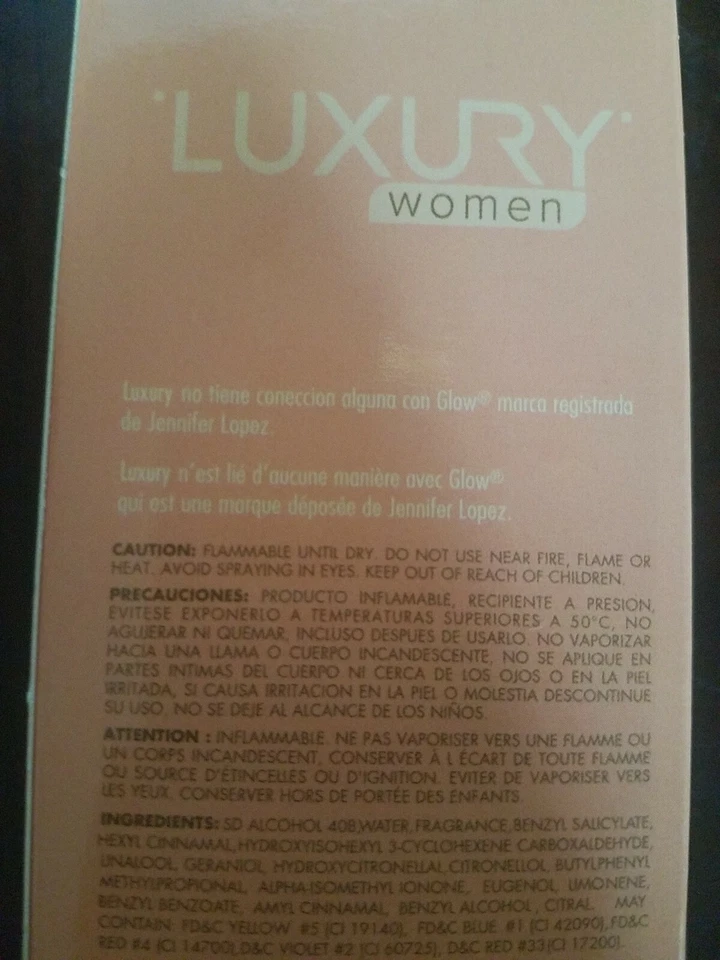 LUXURY
women
Luxury no tiene coneccion alguna con Glow® marca registrada
de Jennifer Lopez.
Luxury n'est lié d'aucune manière avec Glow®
qui est une marque déposée de Jennifer Lopez.
CAUTION: FLAMMABLE UNTIL DRY. DO NOT USE NEAR FIRE, FLAME OR
HEAT. AVOID SPRAYING IN EYES. KEEP OUT OF REACH OF CHILDREN.
PRECAUCIONES: PRODUCTO INFLAMABLE, RECIPIENTE A PRESION,
EVITESE EXPONERLO A TEMPERATURAS SUPERIORES A 50°C, NO
AGUJERAR NI QUEMAR, INCLUSO DESPUES DE USARLO. NO VAPORIZAR
HACIA UNA LLAMA O CUERPO INCANDESCENTE, NO SE APLIQUE EN
PARTES INTIMAS DEL CUERPO NI CERCA DE LOS OJOS O EN LA PIEL
IRRITADA, SI CAUSA IRRITACION EN LA PIEL O MOLESTIA DESCONTINUE
SU USO. NO SE DEJE AL ALCANCE DE LOS NIÑOS.
ATTENTION : INFLAMMABLE. NE PAS VAPORISER VERS UNE FLAMME OU
UN CORPS INCANDESCENT, CONSERVER À L ÉCART DE TOUTE FLAMME
OU SOURCE D'ÉTINCELLES OU D'IGNITION. EVITER DE VAPORISER VERS
LES YEUX. CONSERVER HORS DE PORTÉE DES ENFANTS.
INGREDIENTS: SD ALCOHOL 40B, WATER, FRAGRANCE, BENZYL SALICYLATE,
HEXYL CINNAMAL, HYDROXYISOHEXYL 3-CYCLOHEXENE CARBOXALDEHYDE,
LINALOOL, GERANIOL, HYDROXYCITRONELLAL, CITRONELLOL, BUTYLPHENYL
METHYLPROPIONAL, ALPHA-ISOMETHYL IONONE, EUGENOL, LIMONENE,
BENZYL BENZOATE, AMYL CINNAMAL, BENZYL ALCOHOL, CITRAL. MAY
CONTAIN: FD&C YELLOW #5 (CI 19140), FD&C BLUE #1 (CI 42090), FD&C
RED #4 (CI 14700), D&C VIOLET #2 (CI 60725), D&C RED #33 (CI 17200).